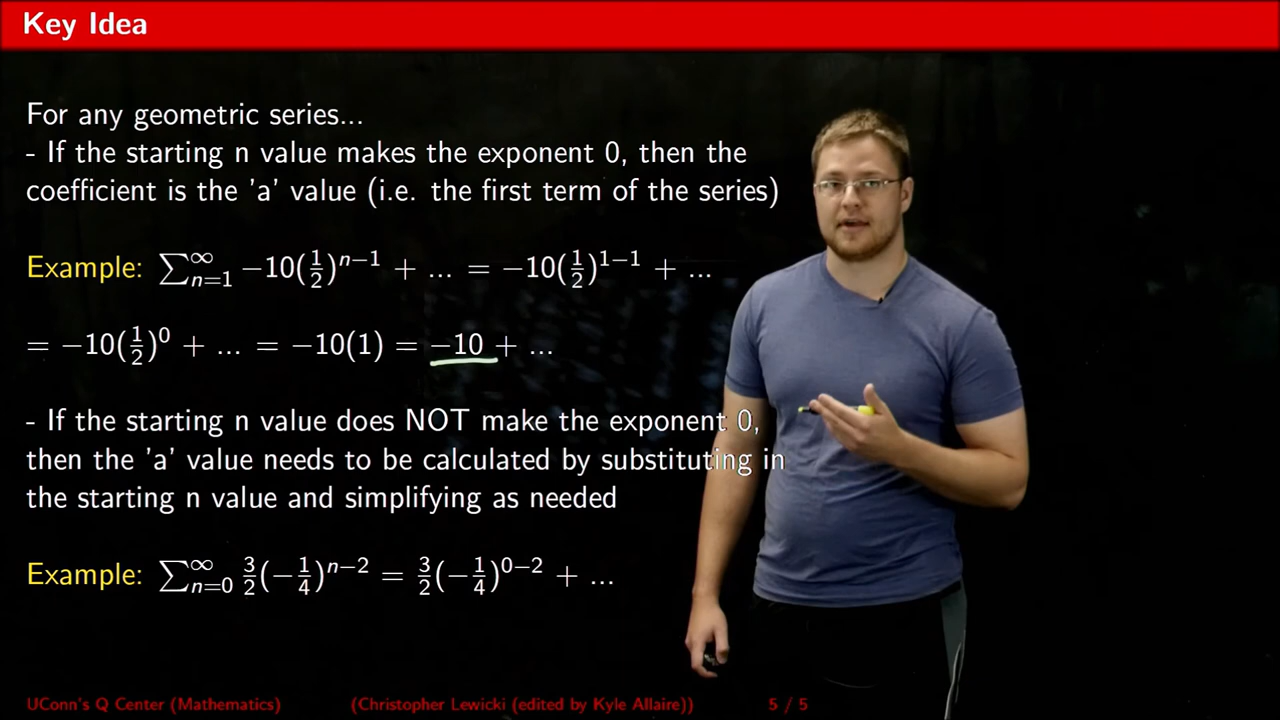 Key Idea
For any geometric series...
- If the starting n value makes the exponent 0, then the
coefficient is the 'a' value (i.e. the first term of the series)
Example: ∑_{n=1}^{∞} −10(1/2)^{n−1} + ... = −10(1/2)^{1−1} + ...
= −10(1/2)^0 + ... = −10(1) = −10 + ...
- If the starting n value does NOT make the exponent 0,
then the 'a' value needs to be calculated by substituting in
the starting n value and simplifying as needed
Example: ∑_{n=0}^{∞} 3/2(−1/4)^{n−2} = 3/2(−1/4)^{0−2} + ...
UConn's Q Center (Mathematics) (Christopher Lewicki (edited by Kyle Allaire)) 5 / 5